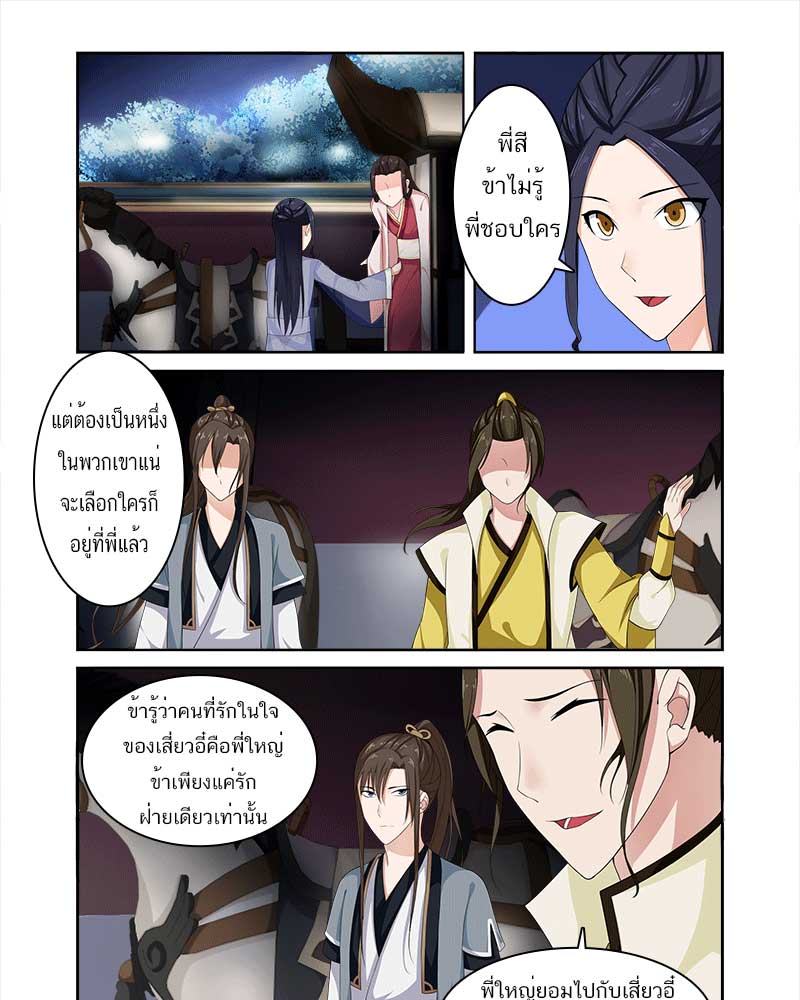 พี่สี
ข้าไม่รู้
พี่ชอบใคร
แต่ต้องเป็นหนึ่ง
ในพวกเขาแน่
จะเลือกใครก็
อยู่ที่พี่แล้ว
ข้ารู้ว่าคนที่รักในใจ
ของเสี่ยวอี๋คือพี่ใหญ่
ข้าเพียงแค่รัก
ฝ่ายเดียวเท่านั้น
พี่ใหญ่ยอมไปกับเสี่ยวอี๋